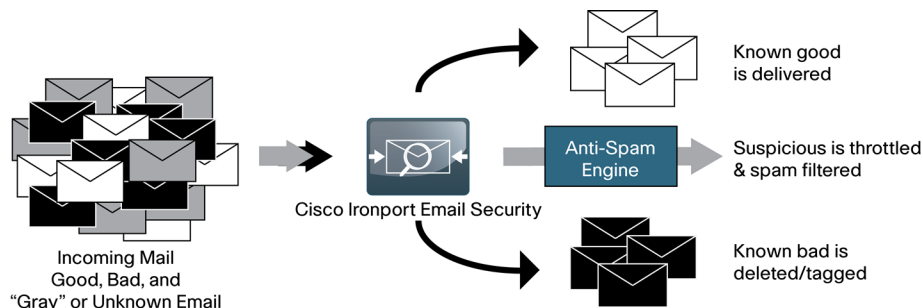 Incoming Mail
Good, Bad, and
“Gray” or Unknown Email
Cisco Ironport Email Security
Known good
is delivered
Anti-Spam
Engine
Suspicious is throttled
& spam filtered
Known bad is
deleted/tagged